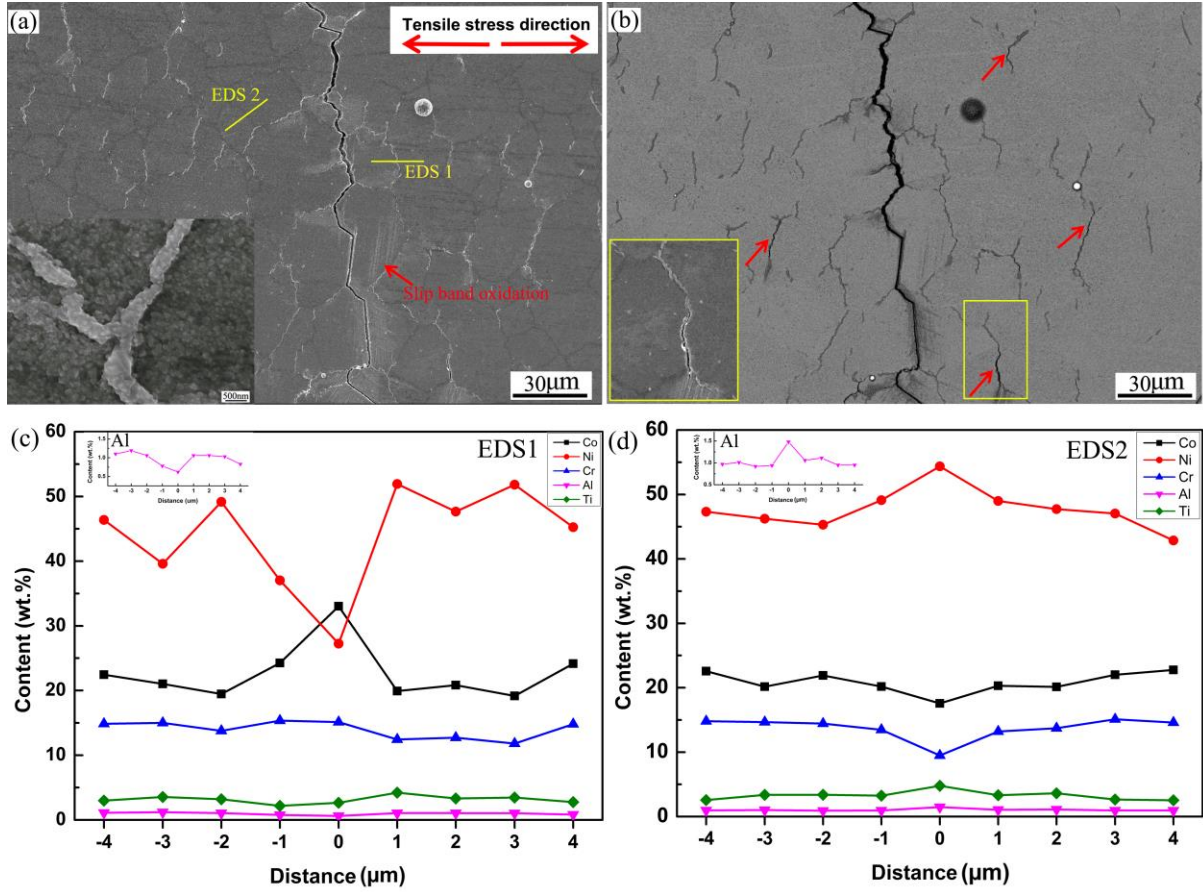 (a)
Tensile stress direction
EDS 2
EDS 1
Slip band oxidation
500nm
30μm
(b)
30μm
(c)
EDS1
Al
Content (wt.%)
1.5
1.0
0.5
-4 -3 -2 -1 0 1 2 3 4
Distance (um)
Co
Ni
Cr
Al
Ti
Content (wt.%)
60
50
40
30
20
10
0
-4 -3 -2 -1 0 1 2 3 4
Distance (μm)
(d)
EDS2
Al
Content (wt.%)
1.5
1.0
0.5
-4 -3 -2 -1 0 1 2 3 4
Distance (um)
Co
Ni
Cr
Al
Ti
Content (wt.%)
60
50
40
30
20
10
0
-4 -3 -2 -1 0 1 2 3 4
Distance (μm)